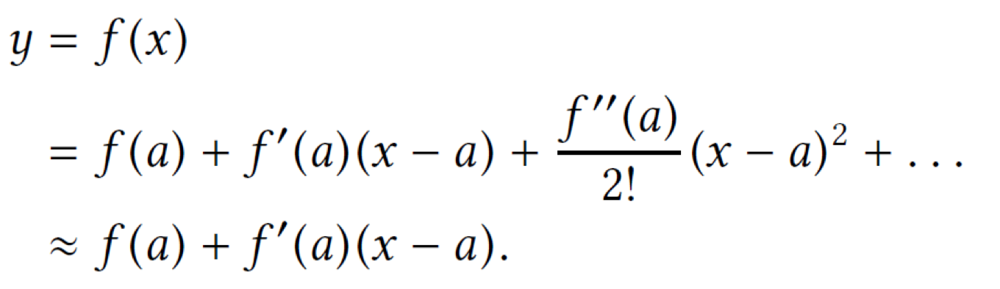 y = f(x)
= f(a) + f′(a)(x − a) + f″(a)/2! (x − a)² + . . .
≈ f(a) + f′(a)(x − a).